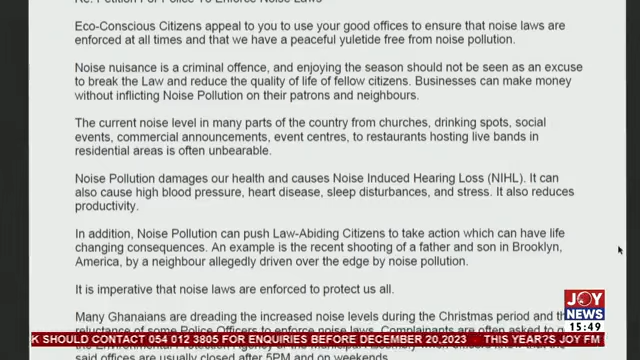 Re: Petition For Police To Enforce Noise Laws
Eco-Conscious Citizens appeal to you to use your good offices to ensure that noise laws are
enforced at all times and that we have a peaceful yuletide free from noise pollution.
Noise nuisance is a criminal offence, and enjoying the season should not be seen as an excuse
to break the Law and reduce the quality of life of fellow citizens. Businesses can make money
without inflicting Noise Pollution on their patrons and neighbours.
The current noise level in many parts of the country from churches, drinking spots, social
events, commercial announcements, event centres, to restaurants hosting live bands in
residential areas is often unbearable.
Noise Pollution damages our health and causes Noise Induced Hearing Loss (NIHL). It can
also cause high blood pressure, heart disease, sleep disturbances, and stress. It also reduces
productivity.
In addition, Noise Pollution can push Law-Abiding Citizens to take action which can have life
changing consequences. An example is the recent shooting of a father and son in Brooklyn,
America, by a neighbour allegedly driven over the edge by noise pollution.
It is imperative that noise laws are enforced to protect us all.
Many Ghanaians are dreading the increased noise levels during the Christmas period and the
reluctance of some Police Officers to enforce noise laws. Complainants are often asked to
said offices are usually closed after 5PM and on weekends.
JOY
NEWS
15:49
K SHOULD CONTACT 054 012 3805 FOR ENQUIRIES BEFORE DECEMBER 20,2023 THIS YEAR?S JOY FM